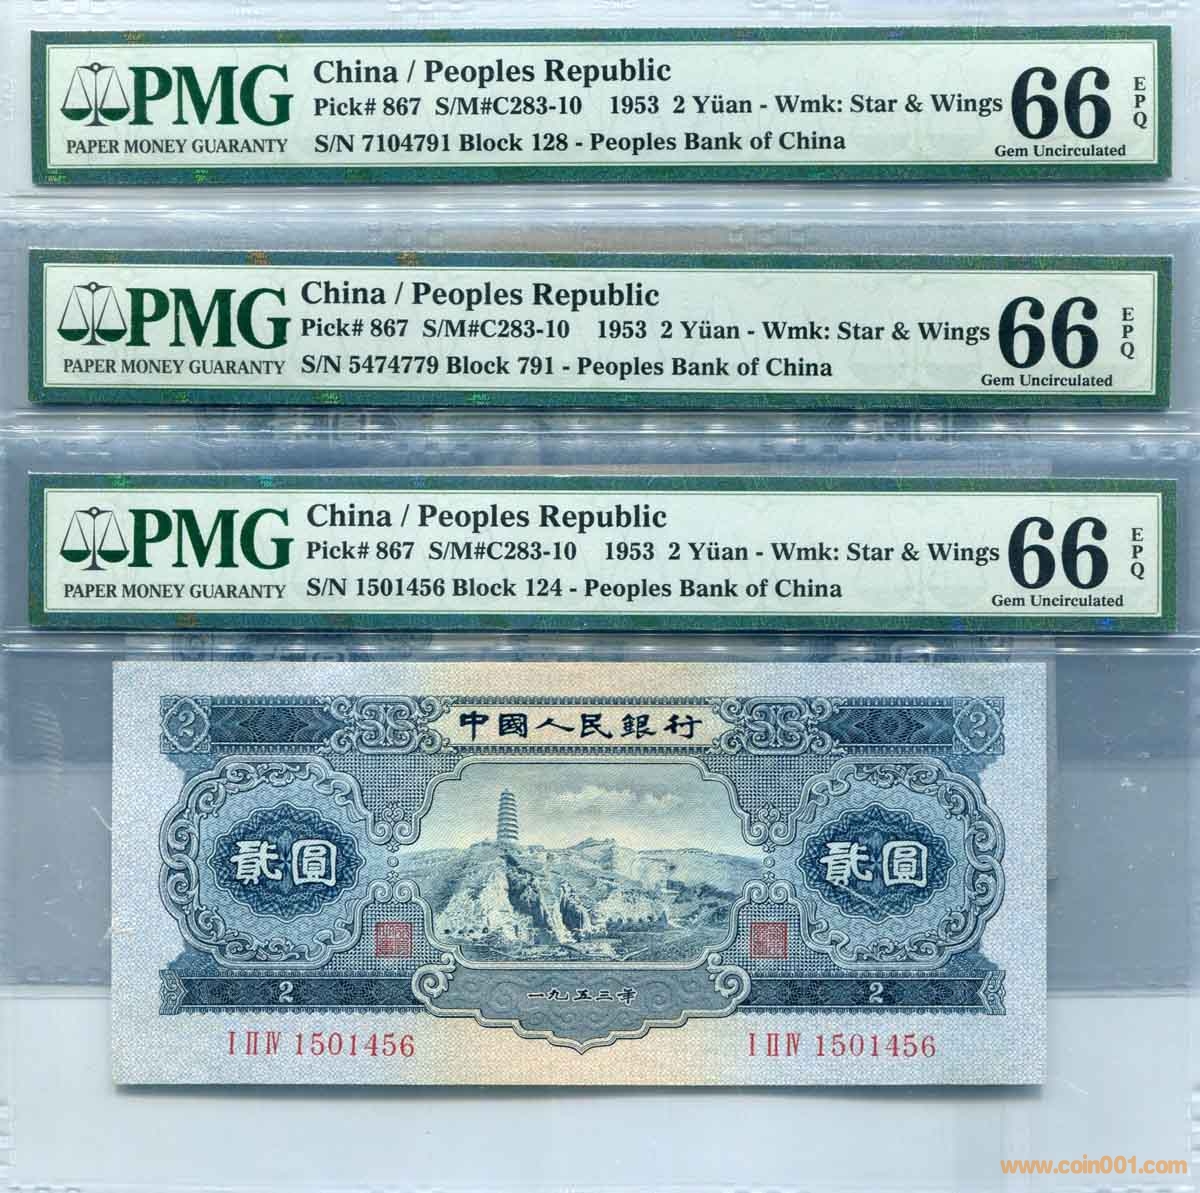 PMG
PAPER MONEY GUARANTY
China / Peoples Republic
Pick# 867 S/M#C283-10 1953 2 Yüan - Wmk: Star & Wings
S/N 7104791 Block 128 - Peoples Bank of China
66
EPQ
Gem Uncirculated
PMG
PAPER MONEY GUARANTY
China / Peoples Republic
Pick# 867 S/M#C283-10 1953 2 Yüan - Wmk: Star & Wings
S/N 5474779 Block 791 - Peoples Bank of China
66
EPQ
Gem Uncirculated
PMG
PAPER MONEY GUARANTY
China / Peoples Republic
Pick# 867 S/M#C283-10 1953 2 Yüan - Wmk: Star & Wings
S/N 1501456 Block 124 - Peoples Bank of China
66
EPQ
Gem Uncirculated
2 中國人民銀行 2
貳圓 貳圓
2 一九五三年 2
I II IV 1501456 I II IV 1501456
www.coin001.com